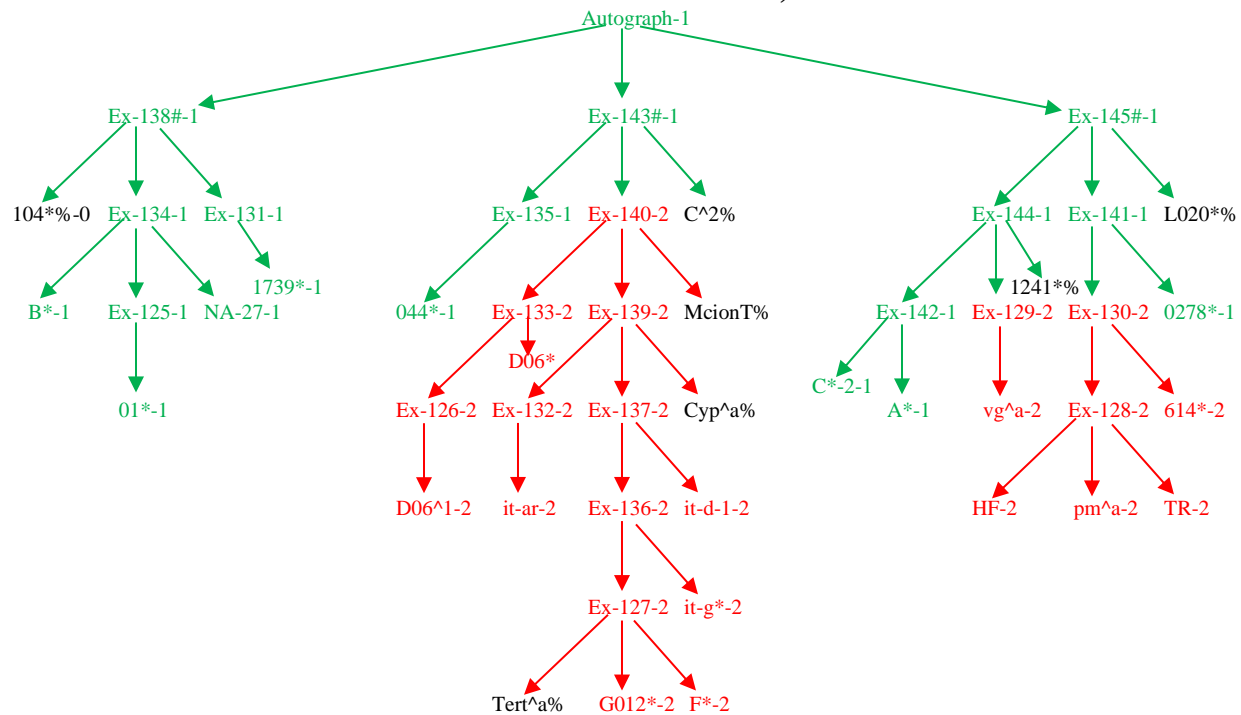 Autograph-1
Ex-138#-1 Ex-143#-1 Ex-145#-1
104*%-0 Ex-134-1 Ex-131-1 Ex-135-1 Ex-140-2 C^2% Ex-144-1 Ex-141-1 L020*%
1739*-1 1241*%
B*-1 Ex-125-1 NA-27-1 044*-1 Ex-133-2 Ex-139-2 McionT% Ex-142-1 Ex-129-2 Ex-130-2 0278*-1
D06*
C*-2-1
01*-1 Ex-126-2 Ex-132-2 Ex-137-2 Cyp^a% A*-1 vg^a-2 Ex-128-2 614*-2
D06^1-2 it-ar-2 Ex-136-2 it-d-1-2 HF-2 pm^a-2 TR-2
Ex-127-2 it-g*-2
Tert^a% G012*-2 F*-2